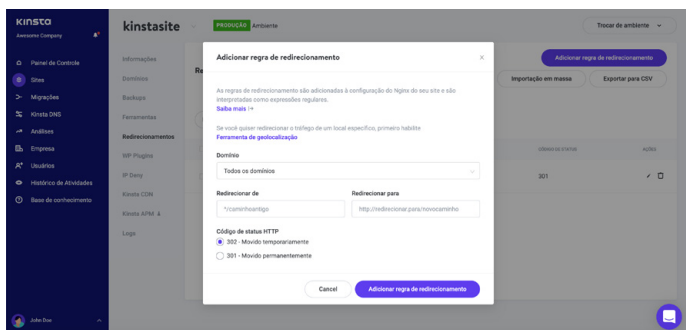 Kinsta
Awesome Company
Painel de Controle
Sites
Migrações
Kinsta DNS
Análises
Empresa
Usuários
Histórico de Atividades
Base de conhecimento
John Doe
kinstasite
PRODUÇÃO Ambiente
Trocar de ambiente
Informações
Domínios
Backups
Ferramentas
Redirecionamentos
WP Plugins
IP Deny
Kinsta CDN
Kinsta APM
Logs
Re
Adicionar regra de redirecionamento
Importação em massa
Exportar para CSV
CÓDIGO DE STATUS
AÇÕES
301
Adicionar regra de redirecionamento
As regras de redirecionamento são adicionadas à configuração do Nginx do seu site e são
interpretadas como expressões regulares.
Saiba mais
Se você quiser redirecionar o tráfego de um local específico, primeiro habilite
Ferramenta de geolocalização
Domínio
Todos os domínios
Redirecionar de
Redirecionar para
^/caminhoantigo
http://redirecionar.para/novocaminho
Código de status HTTP
302 - Movido temporariamente
301 - Movido permanentemente
Cancel
Adicionar regra de redirecionamento